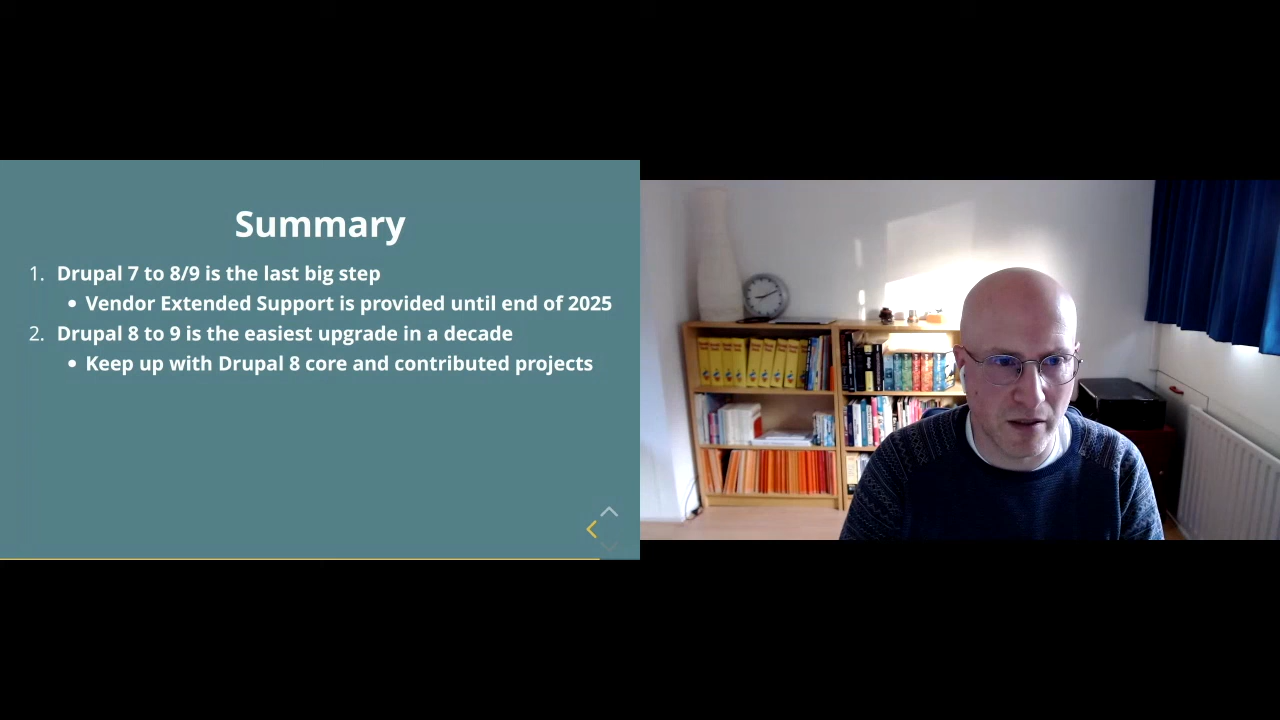 Summary
1. Drupal 7 to 8/9 is the last big step
• Vendor Extended Support is provided until end of 2025
2. Drupal 8 to 9 is the easiest upgrade in a decade
• Keep up with Drupal 8 core and contributed projects